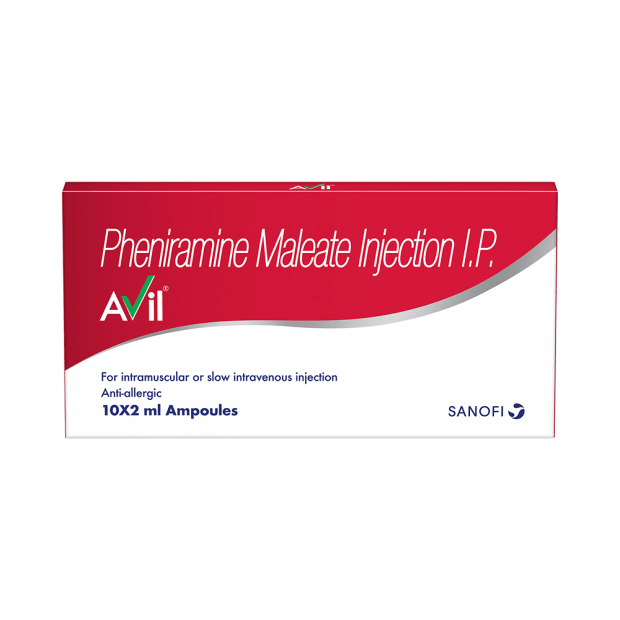 Avil
Pheniramine Maleate Injection I.P.
Avil®
For intramuscular or slow intravenous injection
Anti-allergic
10X2 ml Ampoules
SANOFI